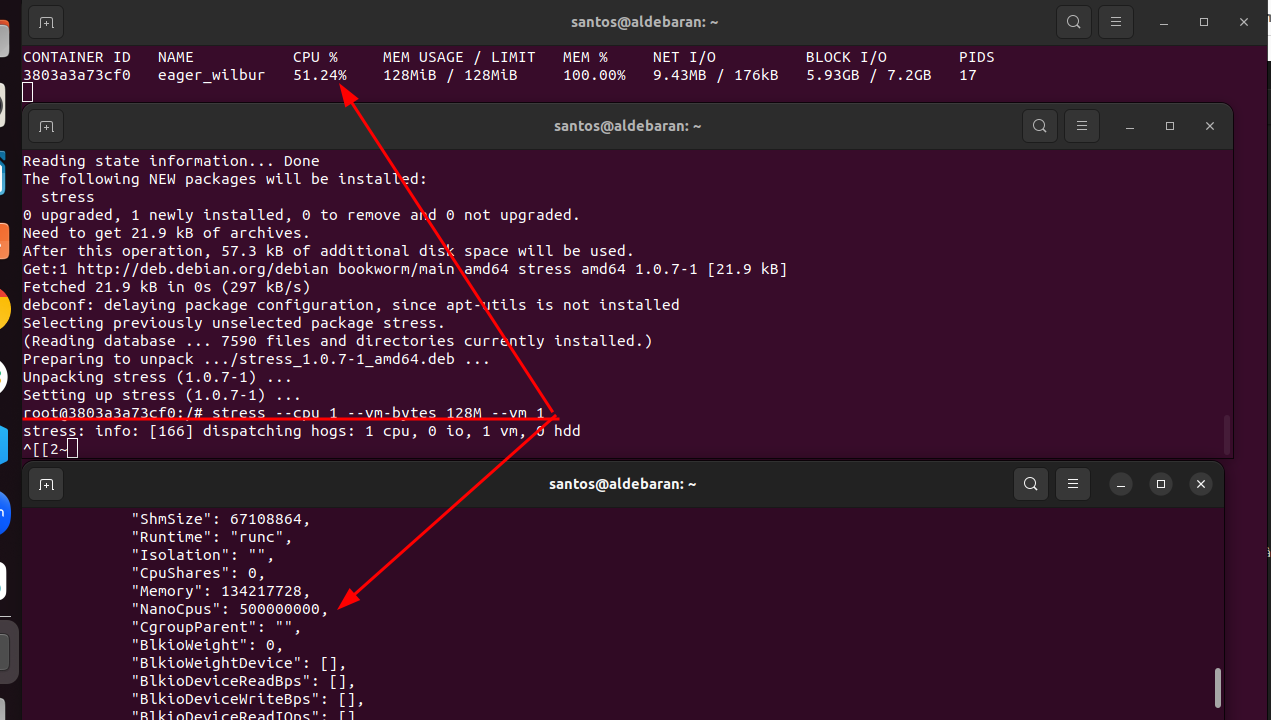 santos@aldebaran: ~
CONTAINER ID   NAME           CPU %     MEM USAGE / LIMIT   MEM %     NET I/O          BLOCK I/O        PIDS
3803a3a73cf0   eager_wilbur   51.24%    128MiB / 128MiB     100.00%   9.43MB / 176kB   5.93GB / 7.2GB   17
santos@aldebaran: ~
Reading state information... Done
The following NEW packages will be installed:
  stress
0 upgraded, 1 newly installed, 0 to remove and 0 not upgraded.
Need to get 21.9 kB of archives.
After this operation, 57.3 kB of additional disk space will be used.
Get:1 http://deb.debian.org/debian bookworm/main amd64 stress amd64 1.0.7-1 [21.9 kB]
Fetched 21.9 kB in 0s (297 kB/s)
debconf: delaying package configuration, since apt-utils is not installed
Selecting previously unselected package stress.
(Reading database ... 7590 files and directories currently installed.)
Preparing to unpack .../stress_1.0.7-1_amd64.deb ...
Unpacking stress (1.0.7-1) ...
Setting up stress (1.0.7-1) ...
root@3803a3a73cf0:/# stress --cpu 1 --vm-bytes 128M --vm 1
stress: info: [166] dispatching hogs: 1 cpu, 0 io, 1 vm, 0 hdd
^[[2~
santos@aldebaran: ~
"ShmSize": 67108864,
"Runtime": "runc",
"Isolation": "",
"CpuShares": 0,
"Memory": 134217728,
"NanoCpus": 500000000,
"CgroupParent": "",
"BlkioWeight": 0,
"BlkioWeightDevice": [],
"BlkioDeviceReadBps": [],
"BlkioDeviceWriteBps": [],
"BlkioDeviceReadIOps": []